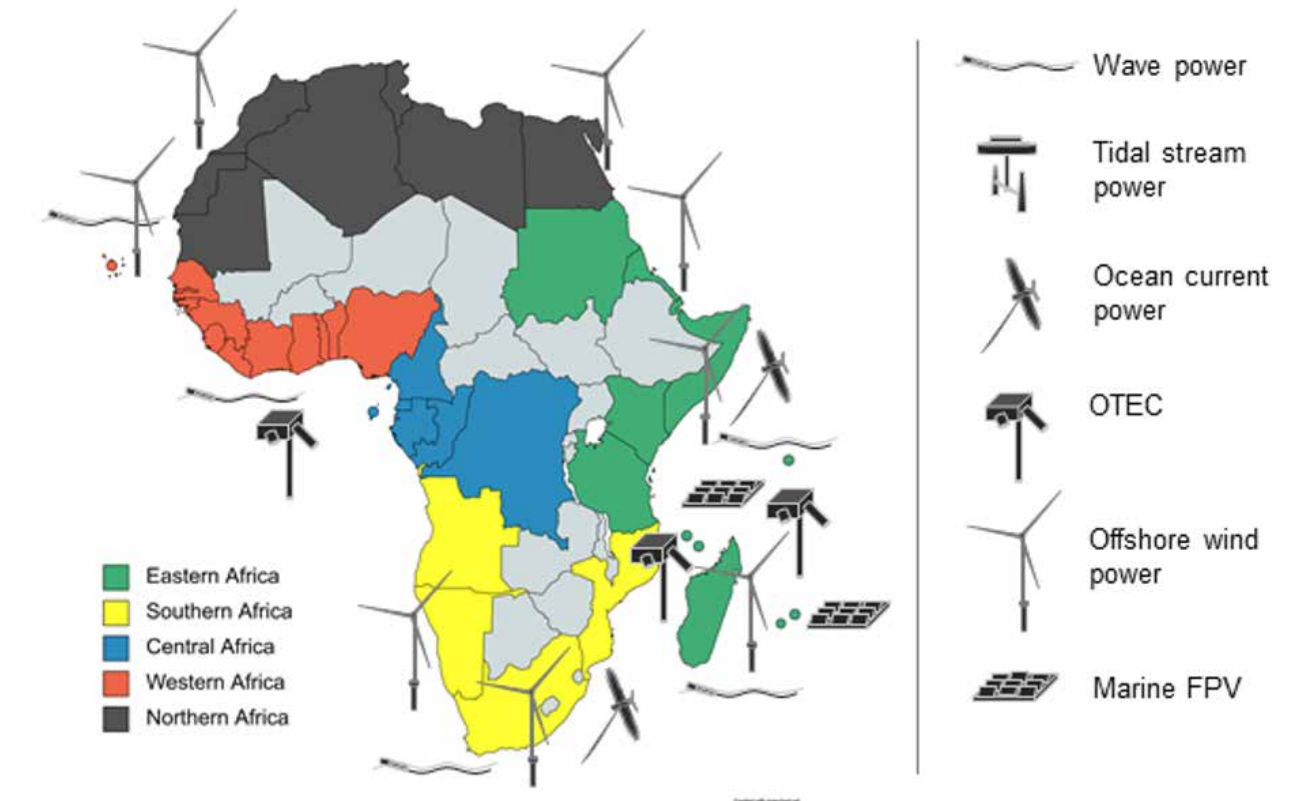 Wave power
Tidal stream
power
Ocean current
power
OTEC
Offshore wind
power
Marine FPV
Eastern Africa
Southern Africa
Central Africa
Western Africa
Northern Africa